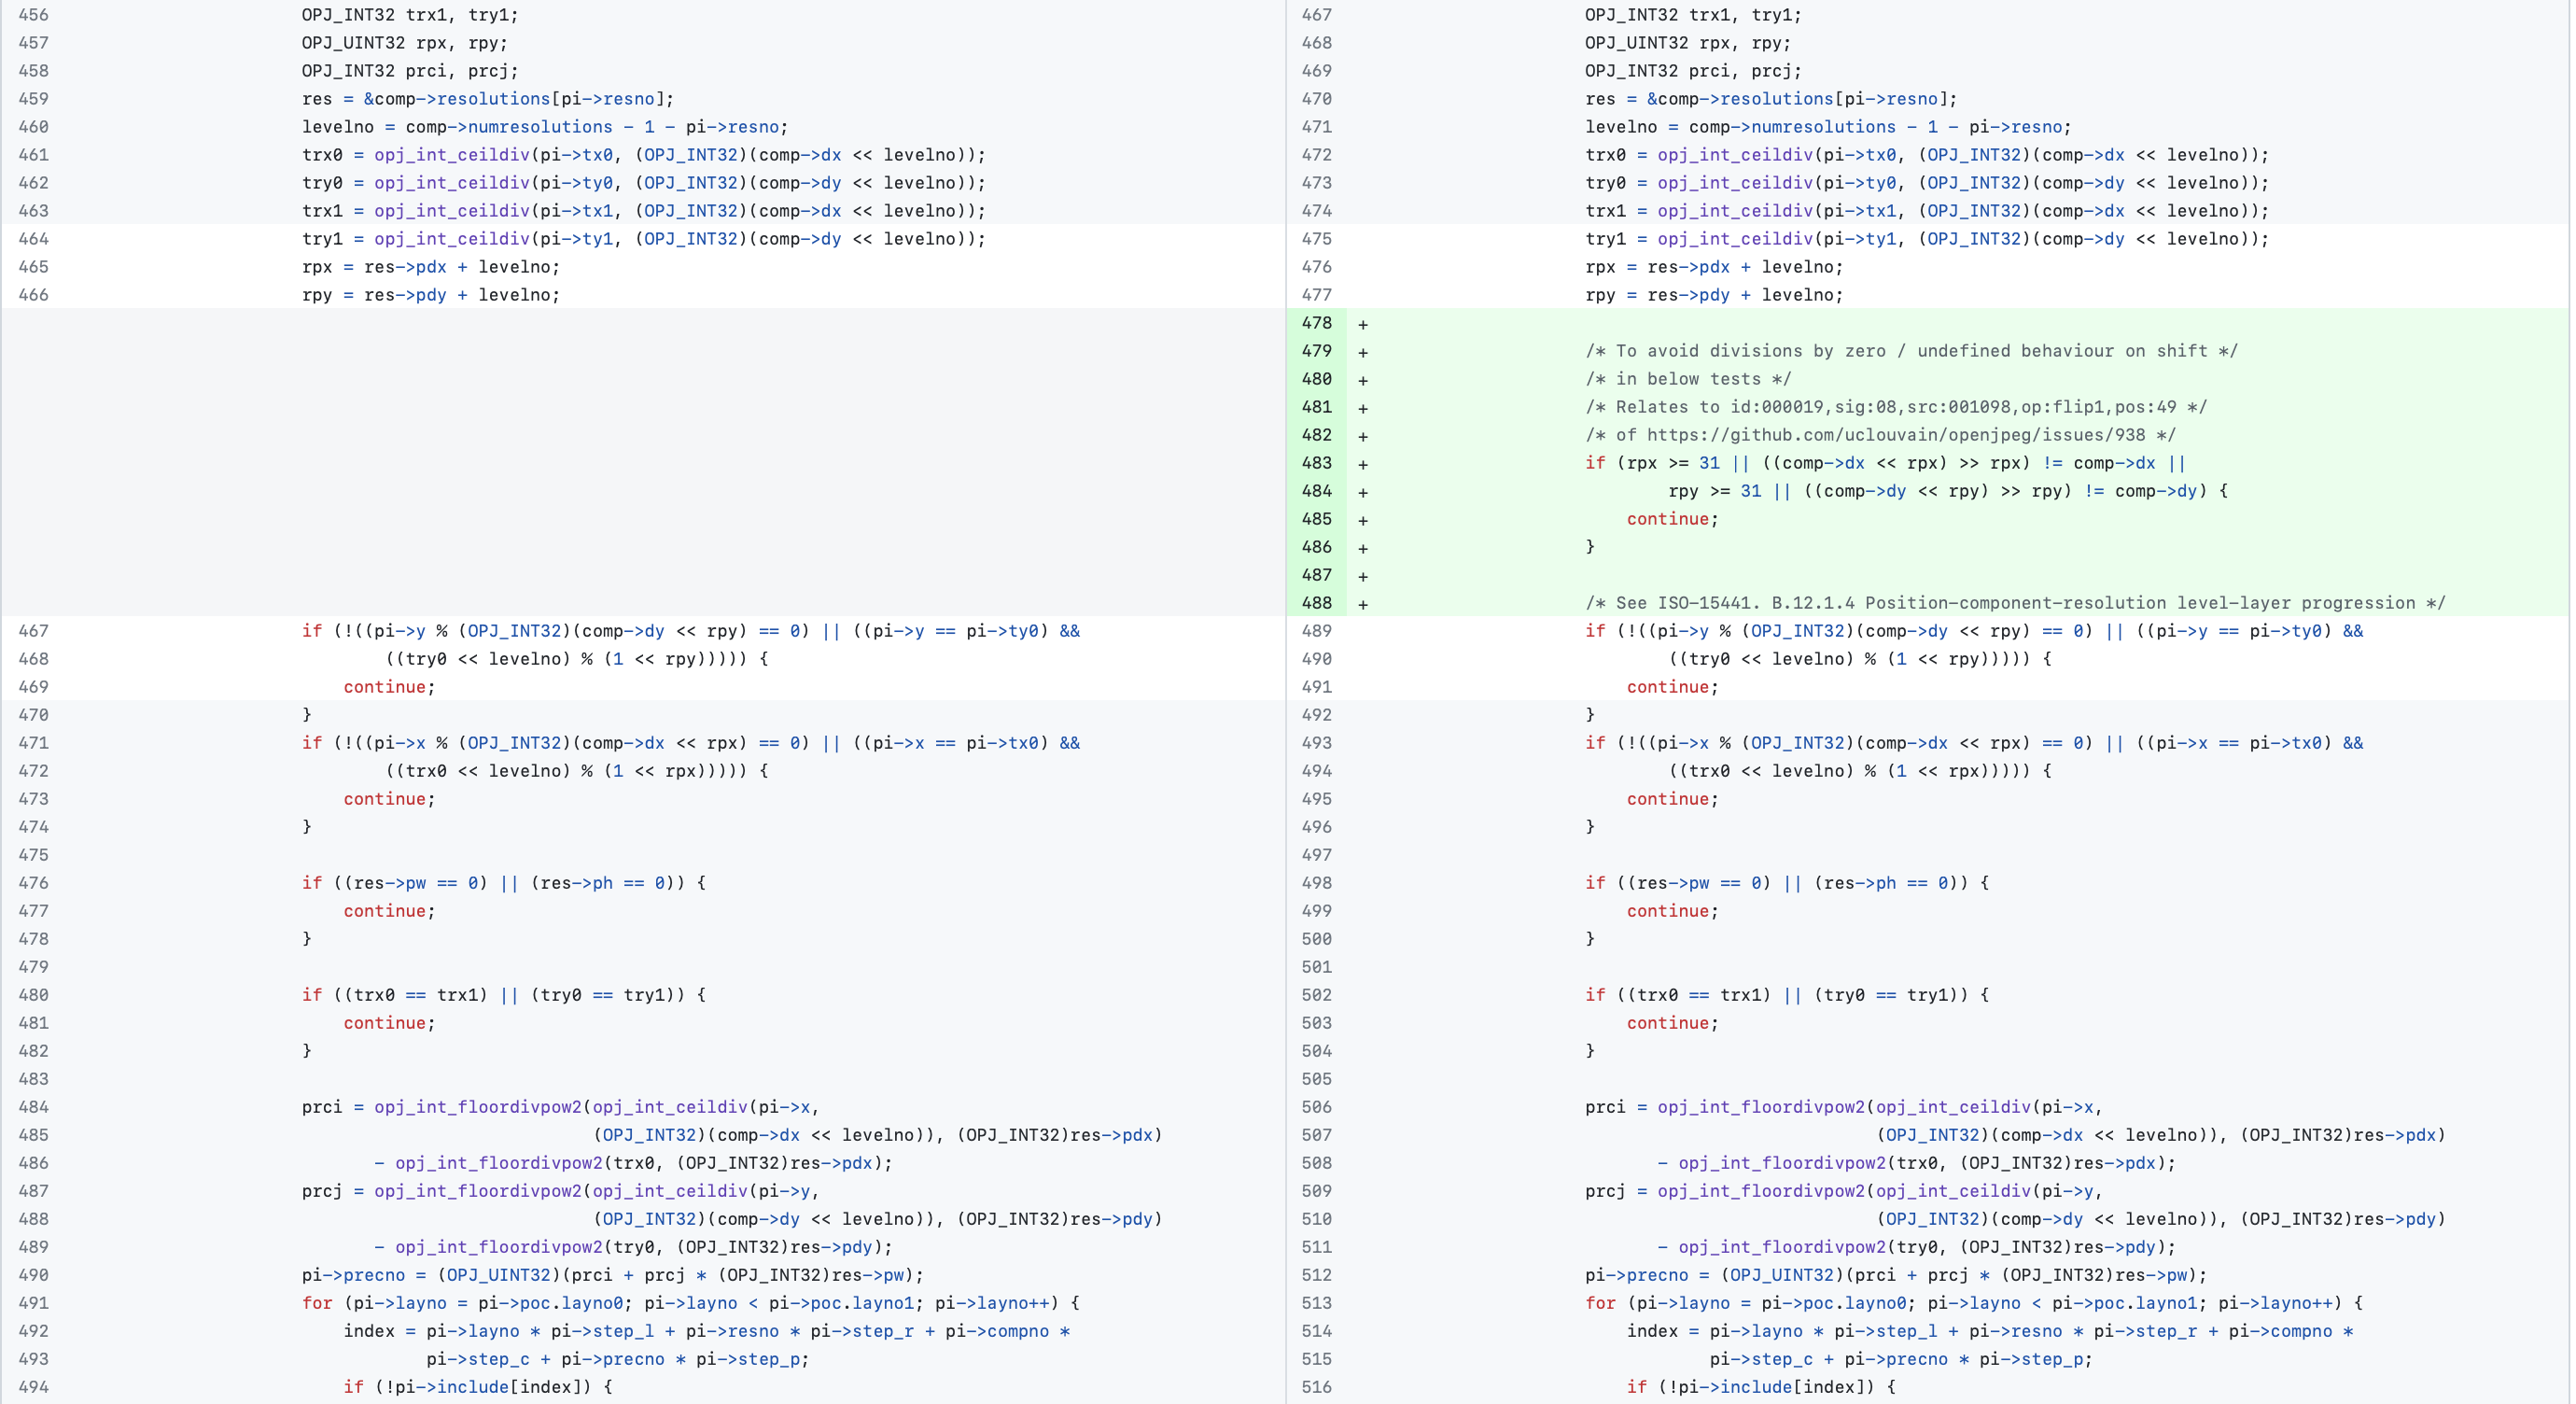 456 OPJ_INT32 trx1, try1;
457 OPJ_UINT32 rpx, rpy;
458 OPJ_INT32 prci, prcj;
459 res = &comp->resolutions[pi->resno];
460 levelno = comp->numresolutions - 1 - pi->resno;
461 trx0 = opj_int_ceildiv(pi->tx0, (OPJ_INT32)(comp->dx << levelno));
462 try0 = opj_int_ceildiv(pi->ty0, (OPJ_INT32)(comp->dy << levelno));
463 trx1 = opj_int_ceildiv(pi->tx1, (OPJ_INT32)(comp->dx << levelno));
464 try1 = opj_int_ceildiv(pi->ty1, (OPJ_INT32)(comp->dy << levelno));
465 rpx = res->pdx + levelno;
466 rpy = res->pdy + levelno;
467 if (!((pi->y % (OPJ_INT32)(comp->dy << rpy) == 0) || ((pi->y == pi->ty0) &&
468 ((try0 << levelno) % (1 << rpy))))) {
469 continue;
470 }
471 if (!((pi->x % (OPJ_INT32)(comp->dx << rpx) == 0) || ((pi->x == pi->tx0) &&
472 ((trx0 << levelno) % (1 << rpx))))) {
473 continue;
474 }
475
476 if ((res->pw == 0) || (res->ph == 0)) {
477 continue;
478 }
479
480 if ((trx0 == trx1) || (try0 == try1)) {
481 continue;
482 }
483
484 prci = opj_int_floordivpow2(opj_int_ceildiv(pi->x,
485 (OPJ_INT32)(comp->dx << levelno)), (OPJ_INT32)res->pdx)
486 - opj_int_floordivpow2(trx0, (OPJ_INT32)res->pdx);
487 prcj = opj_int_floordivpow2(opj_int_ceildiv(pi->y,
488 (OPJ_INT32)(comp->dy << levelno)), (OPJ_INT32)res->pdy)
489 - opj_int_floordivpow2(try0, (OPJ_INT32)res->pdy);
490 pi->precno = (OPJ_UINT32)(prci + prcj * (OPJ_INT32)res->pw);
491 for (pi->layno = pi->poc.layno0; pi->layno < pi->poc.layno1; pi->layno++) {
492 index = pi->layno * pi->step_l + pi->resno * pi->step_r + pi->compno *
493 pi->step_c + pi->precno * pi->step_p;
494 if (!pi->include[index]) {
467 OPJ_INT32 trx1, try1;
468 OPJ_UINT32 rpx, rpy;
469 OPJ_INT32 prci, prcj;
470 res = &comp->resolutions[pi->resno];
471 levelno = comp->numresolutions - 1 - pi->resno;
472 trx0 = opj_int_ceildiv(pi->tx0, (OPJ_INT32)(comp->dx << levelno));
473 try0 = opj_int_ceildiv(pi->ty0, (OPJ_INT32)(comp->dy << levelno));
474 trx1 = opj_int_ceildiv(pi->tx1, (OPJ_INT32)(comp->dx << levelno));
475 try1 = opj_int_ceildiv(pi->ty1, (OPJ_INT32)(comp->dy << levelno));
476 rpx = res->pdx + levelno;
477 rpy = res->pdy + levelno;
478 +
479 + /* To avoid divisions by zero / undefined behaviour on shift */
480 + /* in below tests */
481 + /* Relates to id:000019,sig:08,src:001098,op:flip1,pos:49 */
482 + /* of https://github.com/uclouvain/openjpeg/issues/938 */
483 + if (rpx >= 31 || ((comp->dx << rpx) >> rpx) != comp->dx ||
484 + rpy >= 31 || ((comp->dy << rpy) >> rpy) != comp->dy) {
485 + continue;
486 + }
487 +
488 + /* See ISO-15441. B.12.1.4 Position-component-resolution level-layer progression */
489 if (!((pi->y % (OPJ_INT32)(comp->dy << rpy) == 0) || ((pi->y == pi->ty0) &&
490 ((try0 << levelno) % (1 << rpy))))) {
491 continue;
492 }
493 if (!((pi->x % (OPJ_INT32)(comp->dx << rpx) == 0) || ((pi->x == pi->tx0) &&
494 ((trx0 << levelno) % (1 << rpx))))) {
495 continue;
496 }
497
498 if ((res->pw == 0) || (res->ph == 0)) {
499 continue;
500 }
501
502 if ((trx0 == trx1) || (try0 == try1)) {
503 continue;
504 }
505
506 prci = opj_int_floordivpow2(opj_int_ceildiv(pi->x,
507 (OPJ_INT32)(comp->dx << levelno)), (OPJ_INT32)res->pdx)
508 - opj_int_floordivpow2(trx0, (OPJ_INT32)res->pdx);
509 prcj = opj_int_floordivpow2(opj_int_ceildiv(pi->y,
510 (OPJ_INT32)(comp->dy << levelno)), (OPJ_INT32)res->pdy)
511 - opj_int_floordivpow2(try0, (OPJ_INT32)res->pdy);
512 pi->precno = (OPJ_UINT32)(prci + prcj * (OPJ_INT32)res->pw);
513 for (pi->layno = pi->poc.layno0; pi->layno < pi->poc.layno1; pi->layno++) {
514 index = pi->layno * pi->step_l + pi->resno * pi->step_r + pi->compno *
515 pi->step_c + pi->precno * pi->step_p;
516 if (!pi->include[index]) {